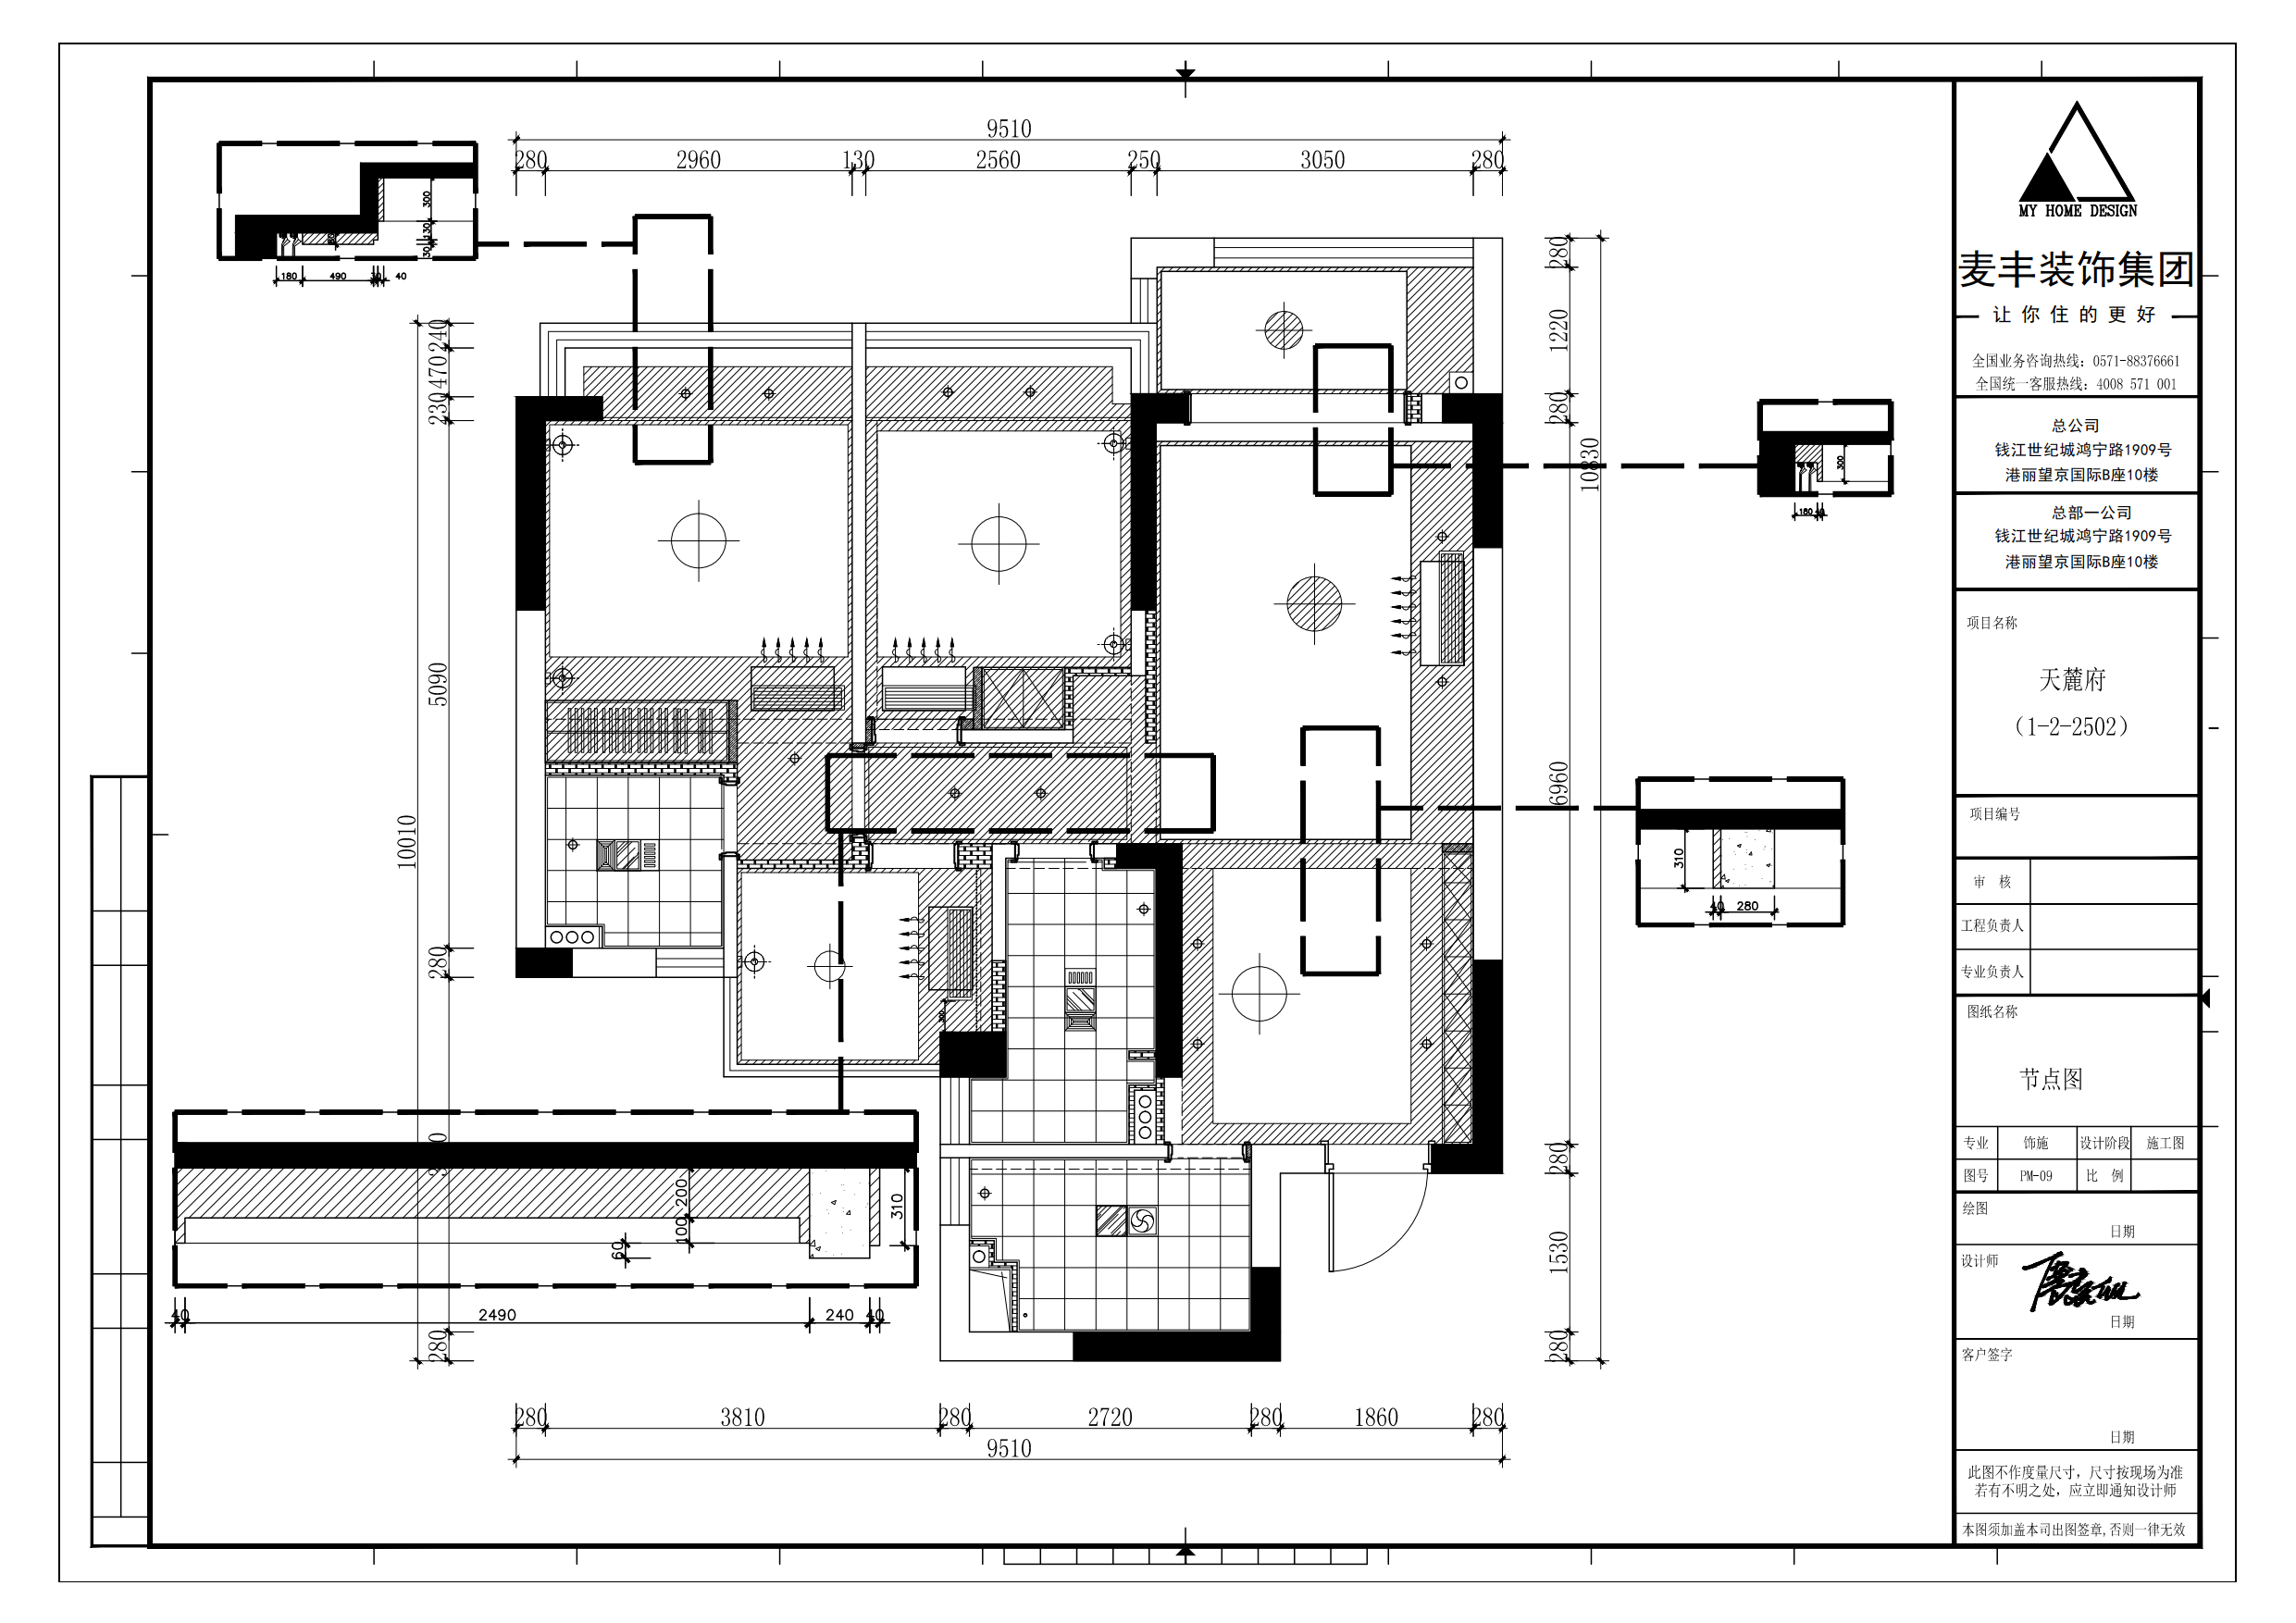 9510
280 2960 130 2560 250 3050 280
300
130
30
60
180 490 30 40
240
470
230
5090
10010
280
280
280
1220
280
10830
6960
280
1530
280
300
180 40
310
40 280
300
200
100
60
310
40 2490 240 40
280 3810 280 2720 280 1860 280
9510
MY HOME DESIGN
麦丰装饰集团
让你住的更好
全国业务咨询热线：0571-88376661
全国统一客服热线：4008 571 001
总公司
钱江世纪城鸿宁路1909号
港丽望京国际B座10楼
总部一公司
钱江世纪城鸿宁路1909号
港丽望京国际B座10楼
项目名称
天麓府
（1-2-2502）
项目编号
审 核
工程负责人
专业负责人
图纸名称
节点图
专业 饰施 设计阶段 施工图
图号 PM-09 比 例
绘图
日期
设计师
日期
客户签字
日期
此图不作度量尺寸，尺寸按现场为准
若有不明之处，应立即通知设计师
本图须加盖本司出图签章,否则一律无效